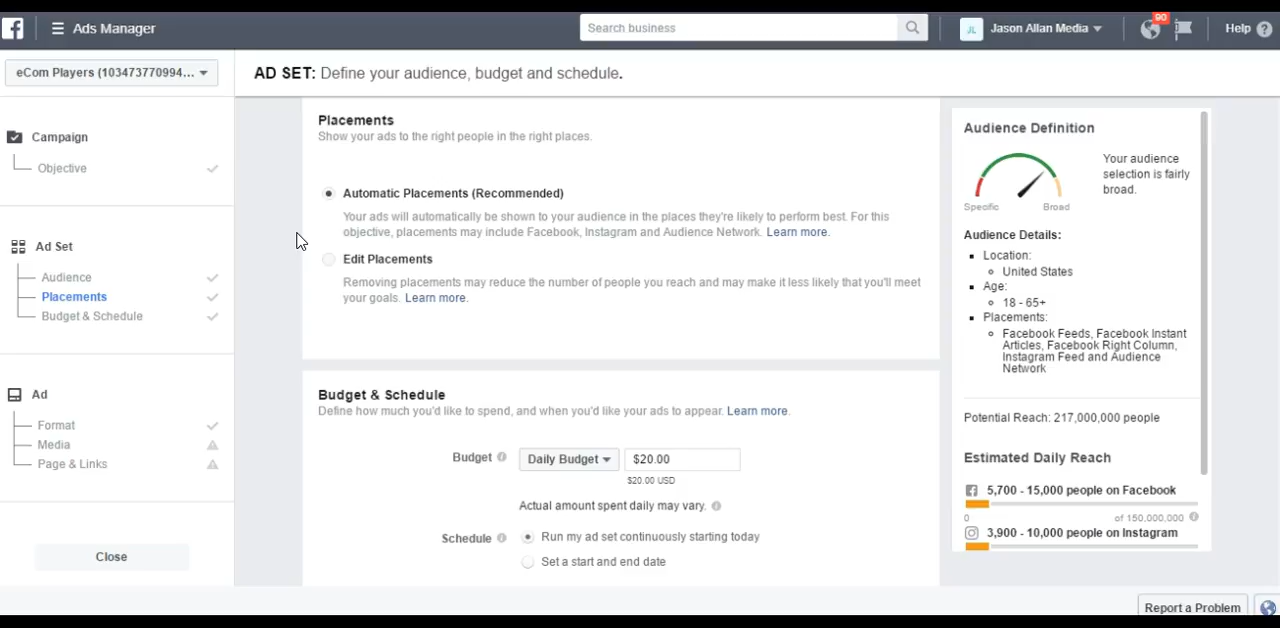 Ads Manager
Search business
JL
Jason Allan Media
90
Help
eCom Players (103473770994...
AD SET: Define your audience, budget and schedule.
Campaign
Objective
Ad Set
Audience
Placements
Budget & Schedule
Ad
Format
Media
Page & Links
Close
Placements
Show your ads to the right people in the right places.
Automatic Placements (Recommended)
Your ads will automatically be shown to your audience in the places they're likely to perform best. For this
objective, placements may include Facebook, Instagram and Audience Network. Learn more.
Edit Placements
Removing placements may reduce the number of people you reach and may make it less likely that you'll meet
your goals. Learn more.
Budget & Schedule
Define how much you'd like to spend, and when you'd like your ads to appear. Learn more.
Budget
Daily Budget
$20.00
$20.00 USD
Actual amount spent daily may vary.
Schedule
Run my ad set continuously starting today
Set a start and end date
Audience Definition
Your audience
selection is fairly
broad.
Specific
Broad
Audience Details:
Location:
United States
Age:
18 - 65+
Placements:
Facebook Feeds, Facebook Instant
Articles, Facebook Right Column,
Instagram Feed and Audience
Network
Potential Reach: 217,000,000 people
Estimated Daily Reach
5,700 - 15,000 people on Facebook
0
of 150,000,000
3,900 - 10,000 people on Instagram
Report a Problem